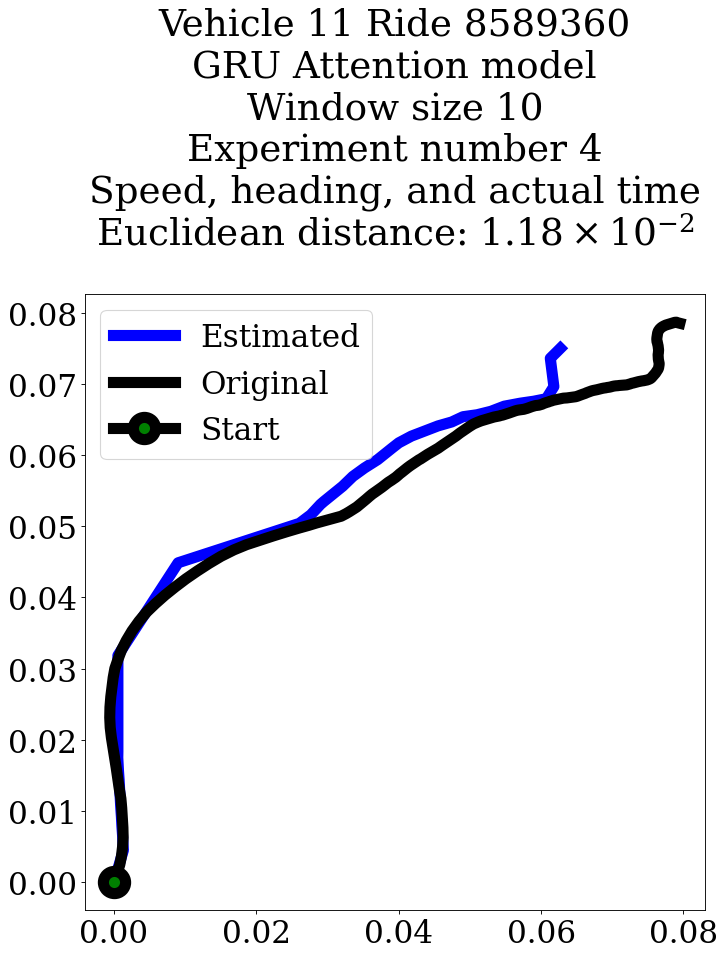 Vehicle 11 Ride 8589360
GRU Attention model
Window size 10
Experiment number 4
Speed, heading, and actual time
Euclidean distance: 1.18 × 10⁻²
Estimated
Original
Start
0.08
0.07
0.06
0.05
0.04
0.03
0.02
0.01
0.00
0.00 0.02 0.04 0.06 0.08